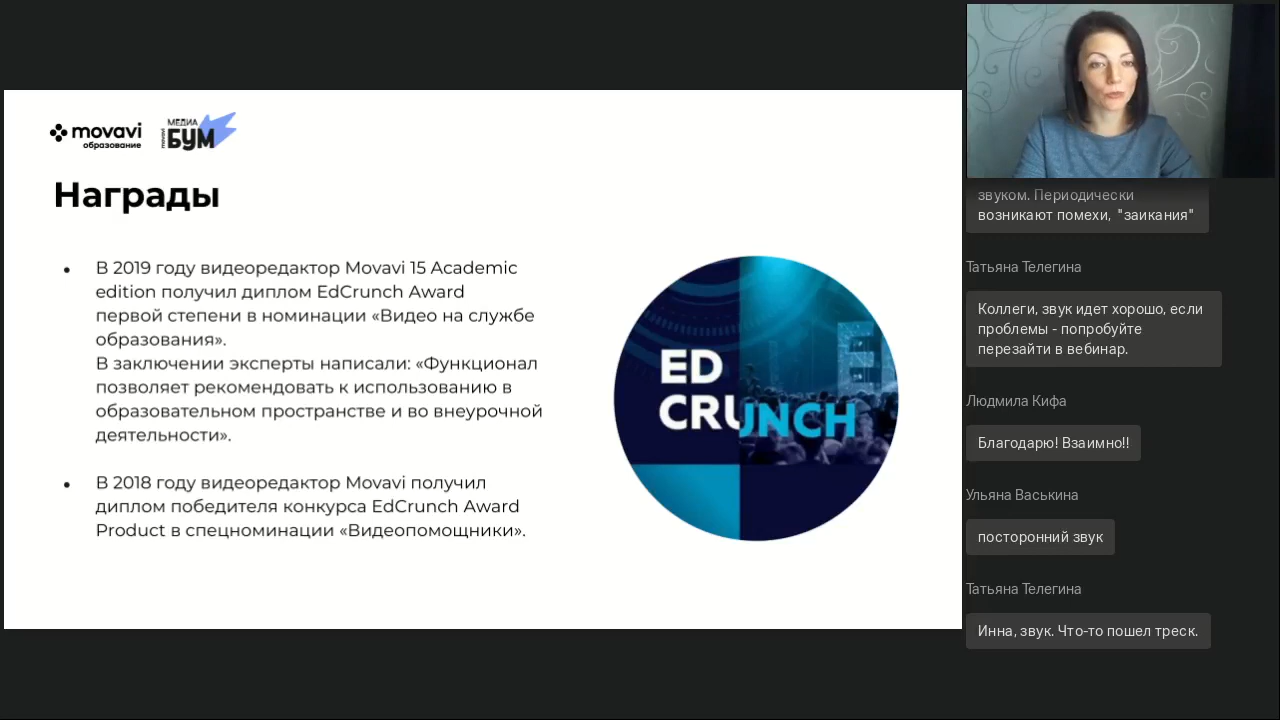 movavi
образование
МЕДИА
БУМ
movavi
Награды
• В 2019 году видеоредактор Movavi 15 Academic
edition получил диплом EdCrunch Award
первой степени в номинации «Видео на службе
образования».
В заключении эксперты написали: «Функционал
позволяет рекомендовать к использованию в
образовательном пространстве и во внеурочной
деятельности».
• В 2018 году видеоредактор Movavi получил
диплом победителя конкурса EdCrunch Award
Product в спецноминации «Видеопомощники».
ED
CRUNCH
звуком. Периодически
возникают помехи, "заикания"
Татьяна Телегина
Коллеги, звук идет хорошо, если
проблемы - попробуйте
перезайти в вебинар.
Людмила Кифа
Благодарю! Взаимно!!
Ульяна Васькина
посторонний звук
Татьяна Телегина
Инна, звук. Что-то пошел треск.